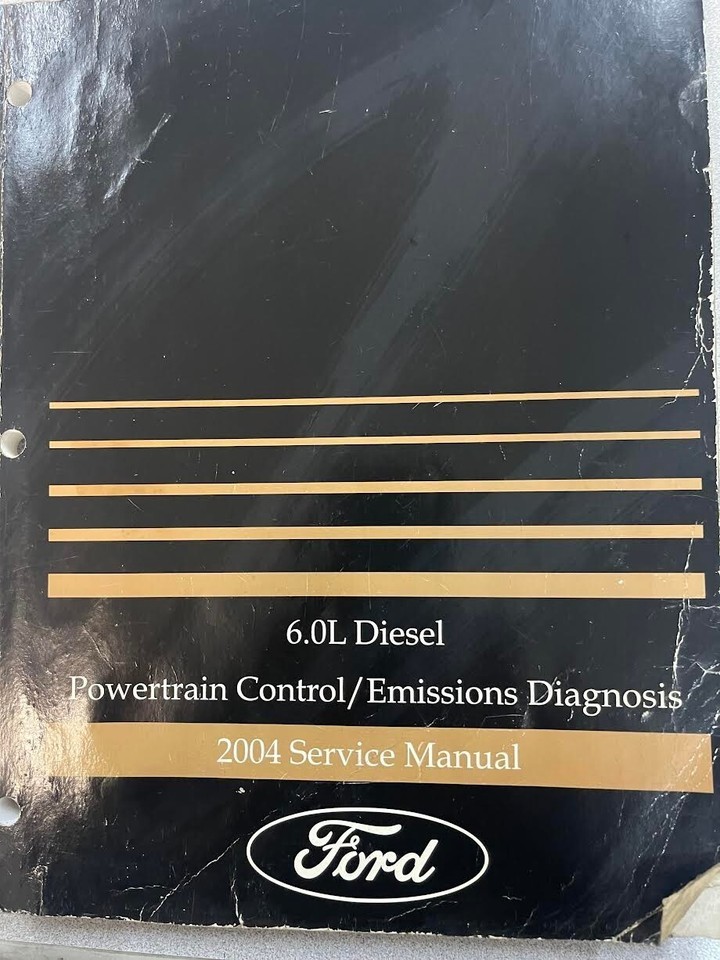 6.0L Diesel
Powertrain Control/Emissions Diagnosis
2004 Service Manual
Ford